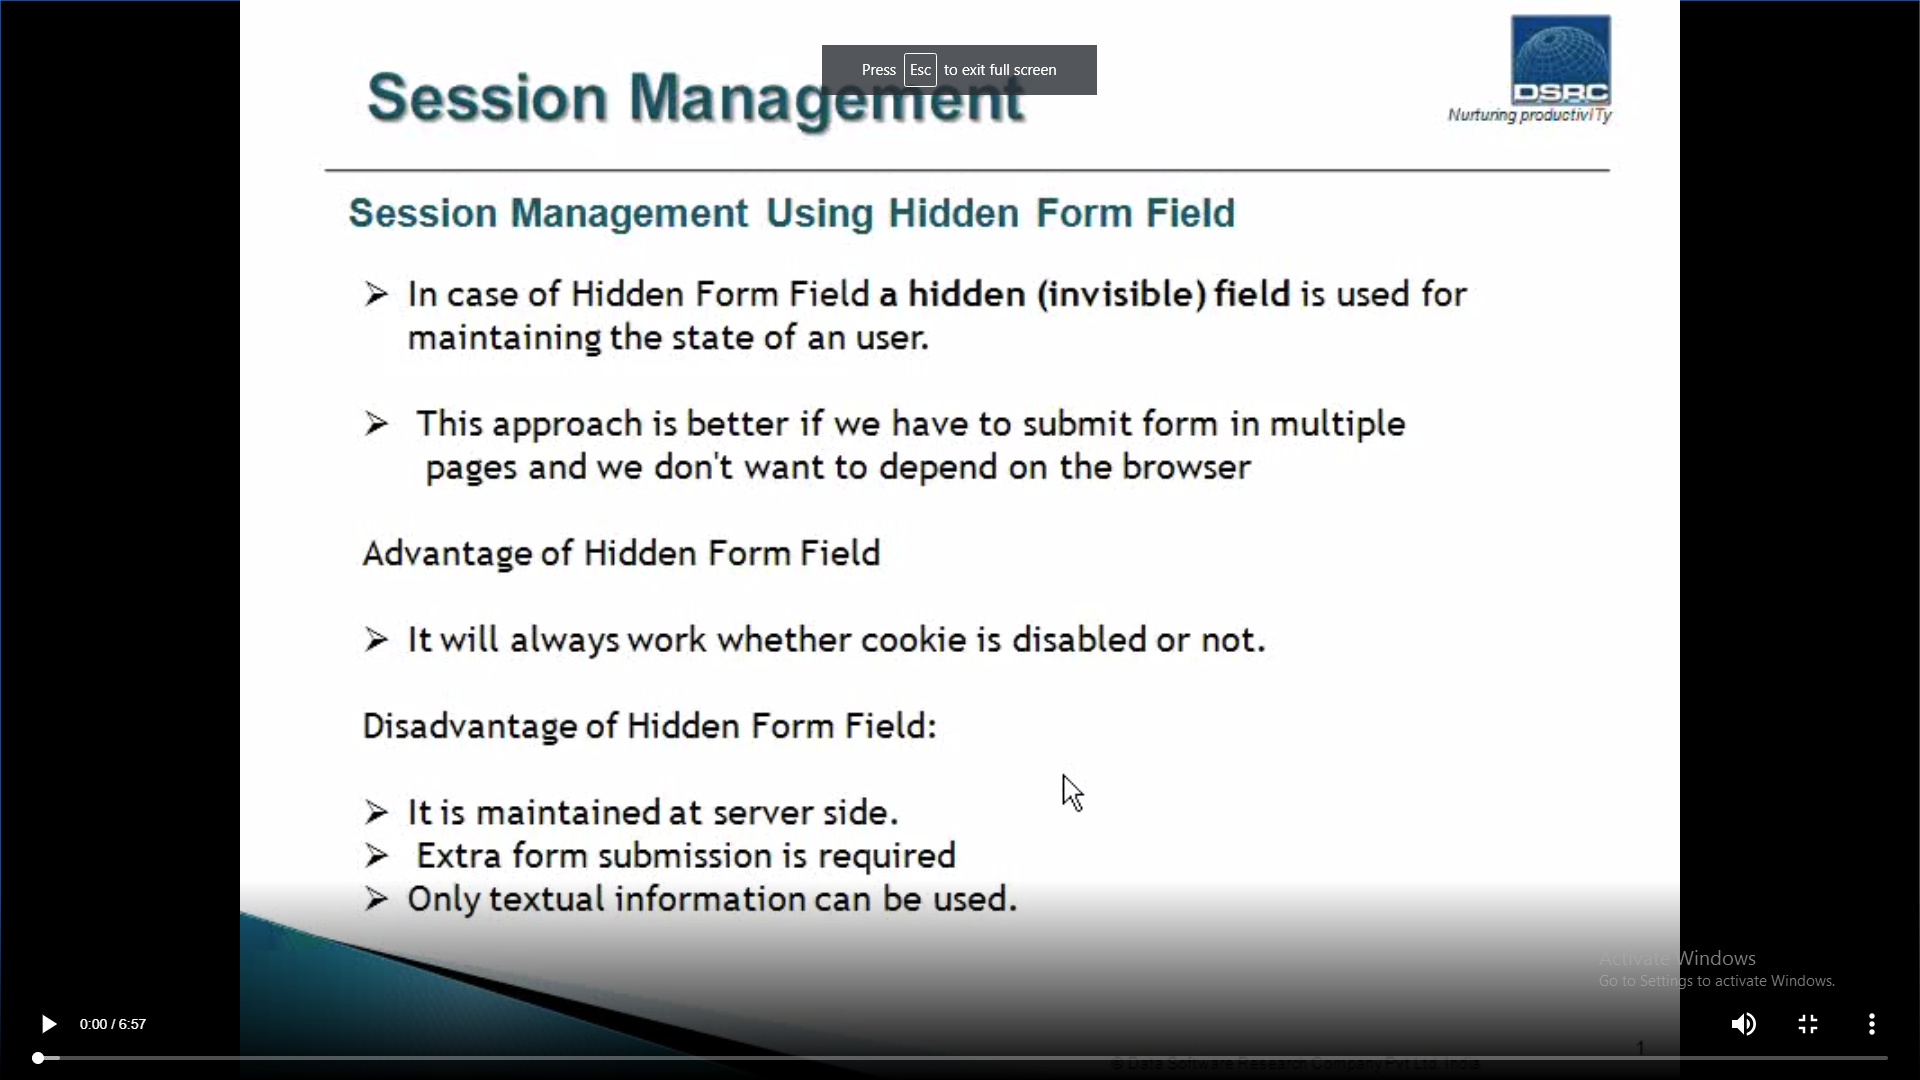 Press Esc to exit full screen
Session Management
DSRC
Nurturing productivITy
Session Management Using Hidden Form Field
➢ In case of Hidden Form Field a hidden (invisible) field is used for
maintaining the state of an user.
➢ This approach is better if we have to submit form in multiple
pages and we don't want to depend on the browser
Advantage of Hidden Form Field
➢ It will always work whether cookie is disabled or not.
Disadvantage of Hidden Form Field:
➢ It is maintained at server side.
➢ Extra form submission is required
➢ Only textual information can be used.
Activate Windows
Go to Settings to activate Windows.
0:00 / 6:57
1
© Data Software Research Company Pvt Ltd. India